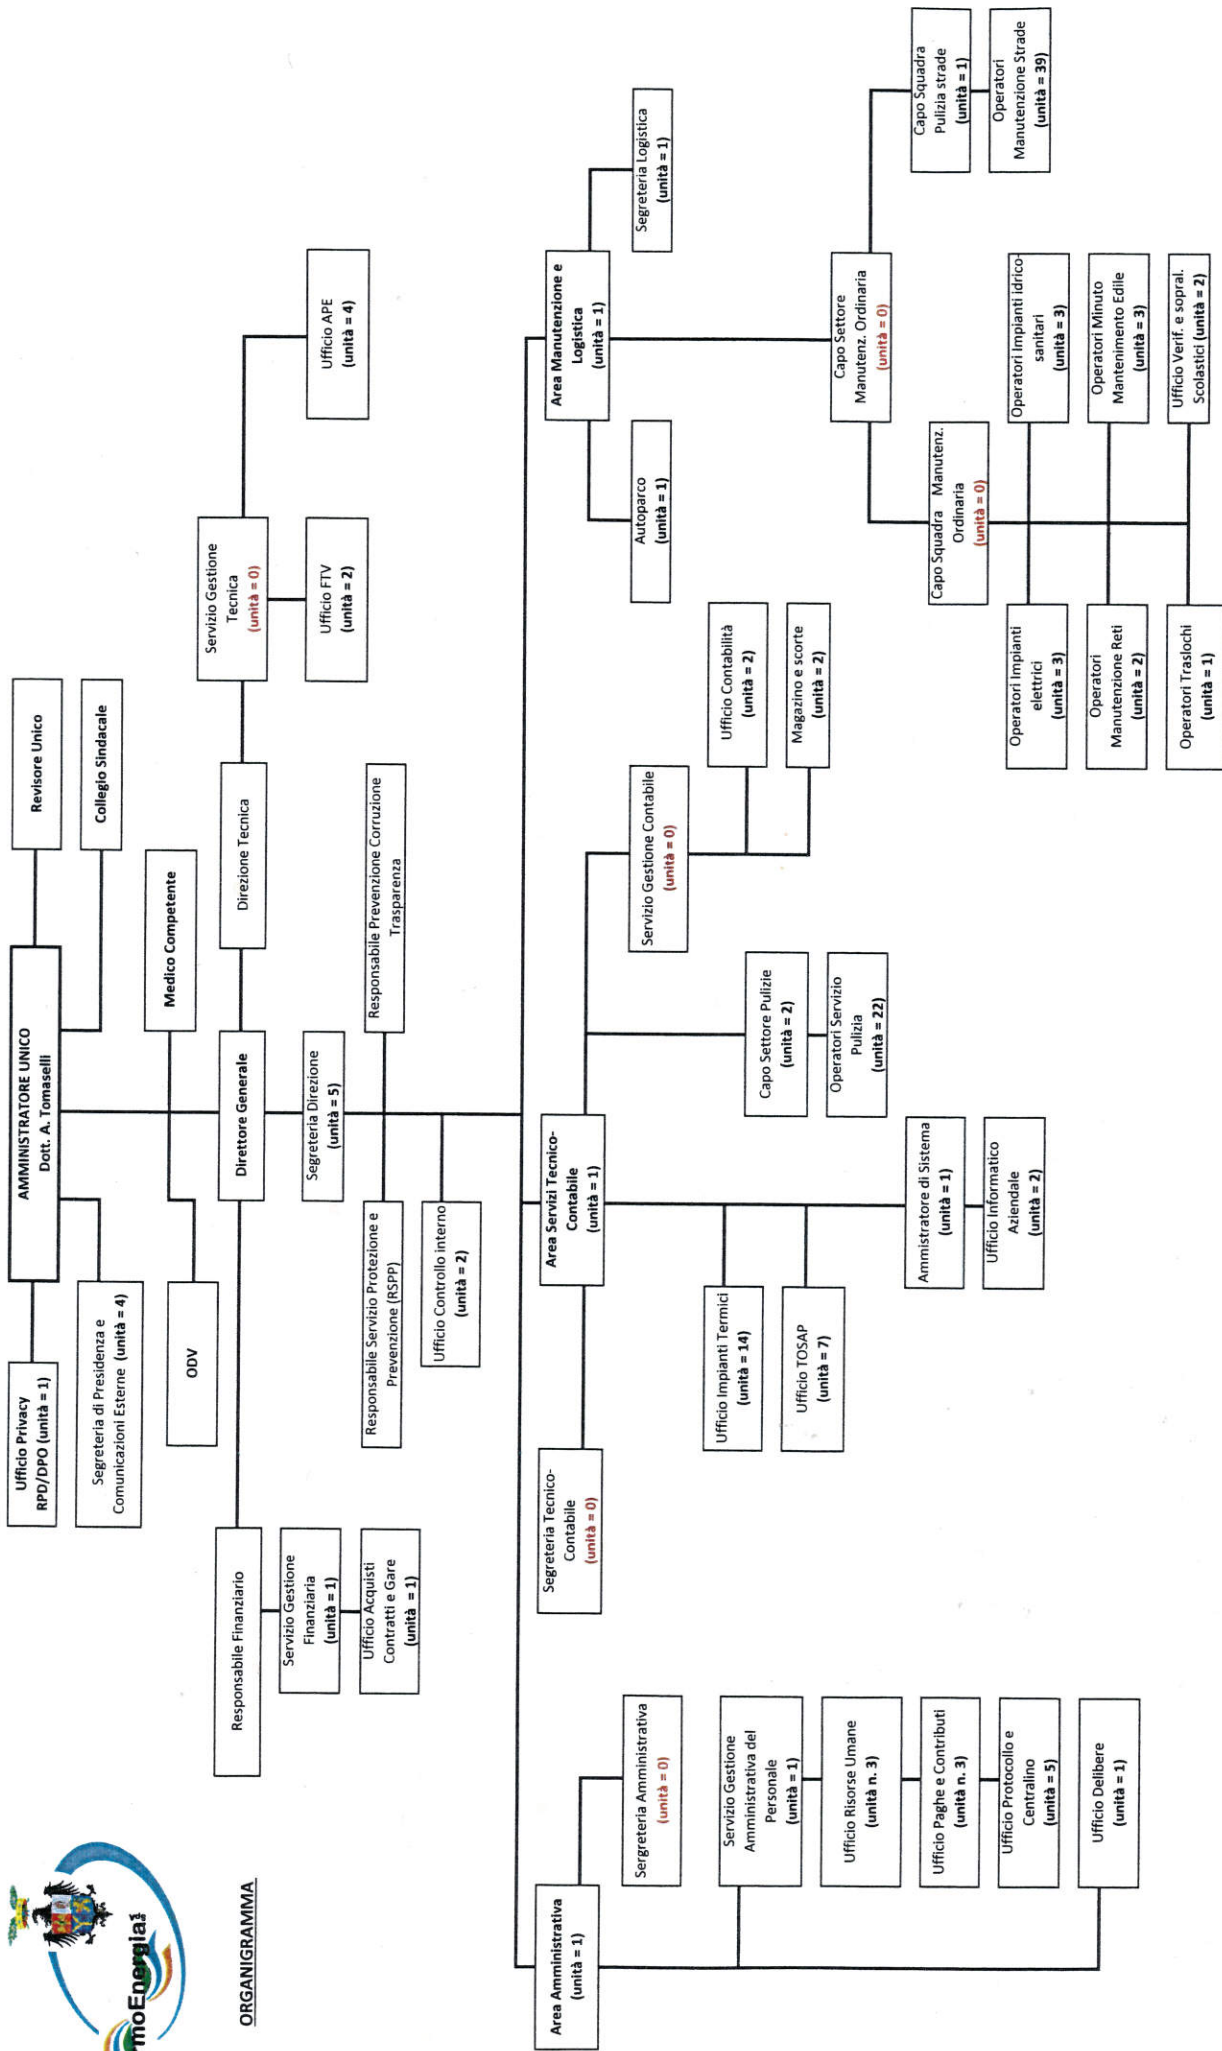 moEnergia
ORGANIGRAMMA
AMMINISTRATORE UNICO
Dott. A. Tomaselli
Ufficio Privacy
RPD/DPO (unità = 1)
Revisore Unico
Segreteria di Presidenza e
Comunicazioni Esterne (unità = 4)
Collegio Sindacale
ODV
Medico Competente
Responsabile Finanziario
Direttore Generale
Direzione Tecnica
Servizio Gestione
Tecnica
(unità = 0)
Servizio Gestione
Finanziaria
(unità = 1)
Ufficio Acquisti
Contratti e Gare
(unità = 1)
Segreteria Direzione
(unità = 5)
Ufficio FTV
(unità = 2)
Ufficio APE
(unità = 4)
Responsabile Servizio Protezione e
Prevenzione (RSPP)
Responsabile Prevenzione Corruzione
Trasparenza
Ufficio Controllo interno
(unità = 2)
Area Amministrativa
(unità = 1)
Sergreteria Amministrativa
(unità = 0)
Servizio Gestione
Amministrativa del
Personale
(unità = 1)
Ufficio Risorse Umane
(unità n. 3)
Ufficio Paghe e Contributi
(unità n. 3)
Ufficio Protocollo e
Centralino
(unità = 5)
Ufficio Delibere
(unità = 1)
Area Servizi Tecnico-
Contabile
(unità = 1)
Segreteria Tecnico-
Contabile
(unità = 0)
Ufficio Impianti Termici
(unità = 14)
Ufficio TOSAP
(unità = 7)
Ammistratore di Sistema
(unità = 1)
Ufficio Informatico
Aziendale
(unità = 2)
Capo Settore Pulizie
(unità = 2)
Operatori Servizio
Pulizia
(unità = 22)
Servizio Gestione Contabile
(unità = 0)
Ufficio Contabilità
(unità = 2)
Magazino e scorte
(unità = 2)
Area Manutenzione e
Logistica
(unità = 1)
Autoparco
(unità = 1)
Segreteria Logistica
(unità = 1)
Capo Settore
Manutenz. Ordinaria
(unità = 0)
Capo Squadra Manutenz.
Ordinaria
(unità = 0)
Capo Squadra
Pulizia strade
(unità = 1)
Operatori
Manutenzione Strade
(unità = 39)
Operatori Impianti
elettrici
(unità = 3)
Operatori Impianti idrico-
sanitari
(unità = 3)
Operatori
Manutenzione Reti
(unità = 2)
Operatori Minuto
Mantenimento Edile
(unità = 3)
Operatori Traslochi
(unità = 1)
Ufficio Verif. e sopral.
Scolastici (unità = 2)